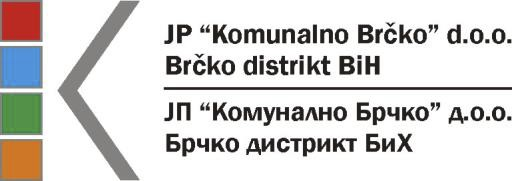 JP “Komunalno Brčko” d.o.o.
Brčko distrikt BiH
ЈП “Комунално Брчко” д.о.о.
Брчко дистрикт БиХ